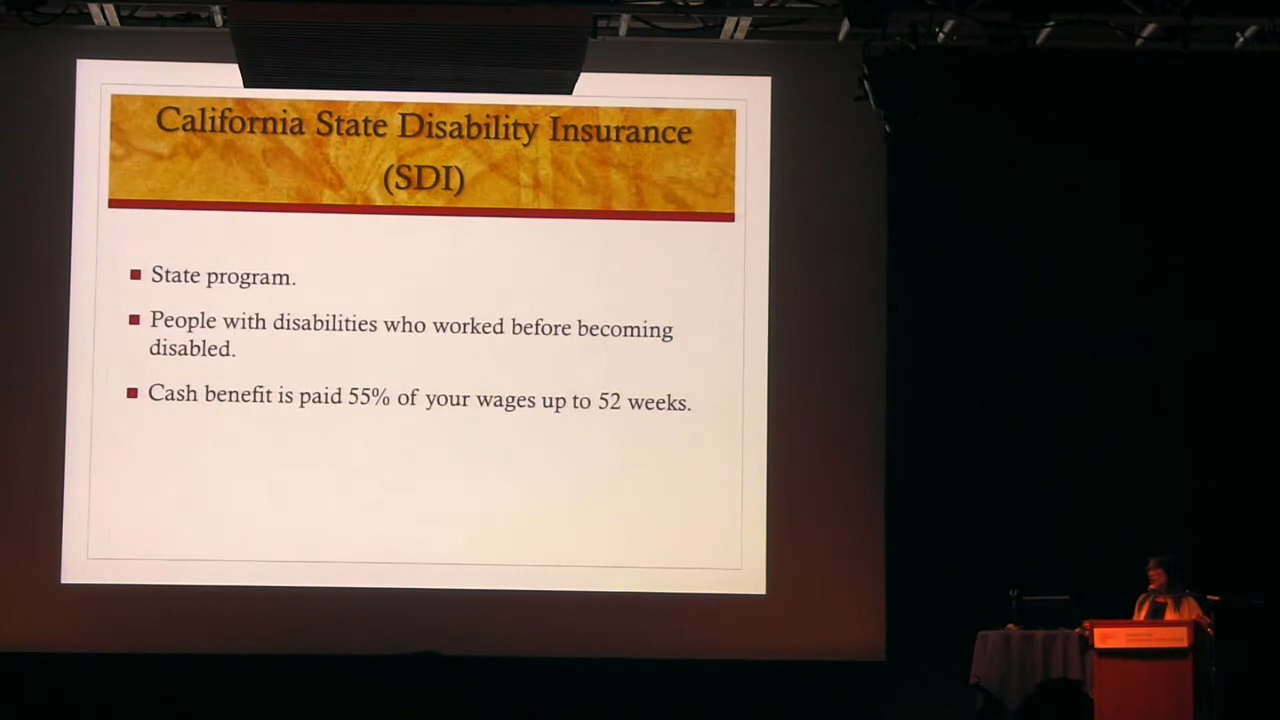 California State Disability Insurance
(SDI)
State program.
People with disabilities who worked before becoming
disabled.
Cash benefit is paid 55% of your wages up to 52 weeks.